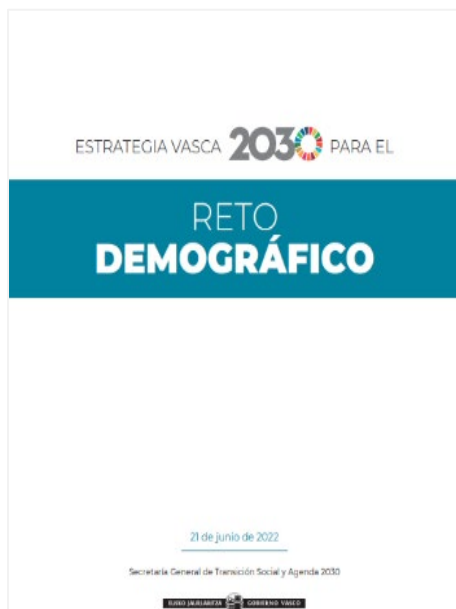 ESTRATEGIA VASCA 2030 PARA EL
RETO
DEMOGRÁFICO
21 de junio de 2022
Secretaría General de Transición Social y Agenda 2030
EUSKO JAURLARITZA GOBIERNO VASCO